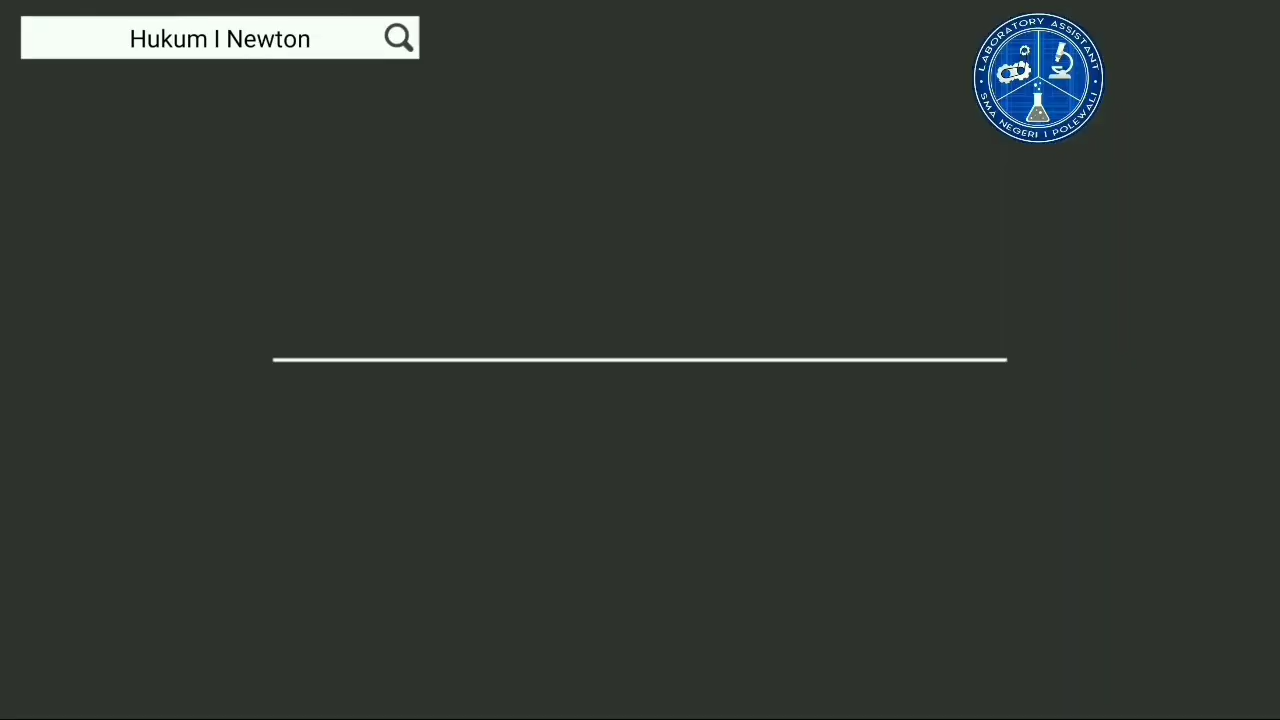 Hukum I Newton
LABORATORY ASSISTANT
SMA NEGERI 1 POLEWALI